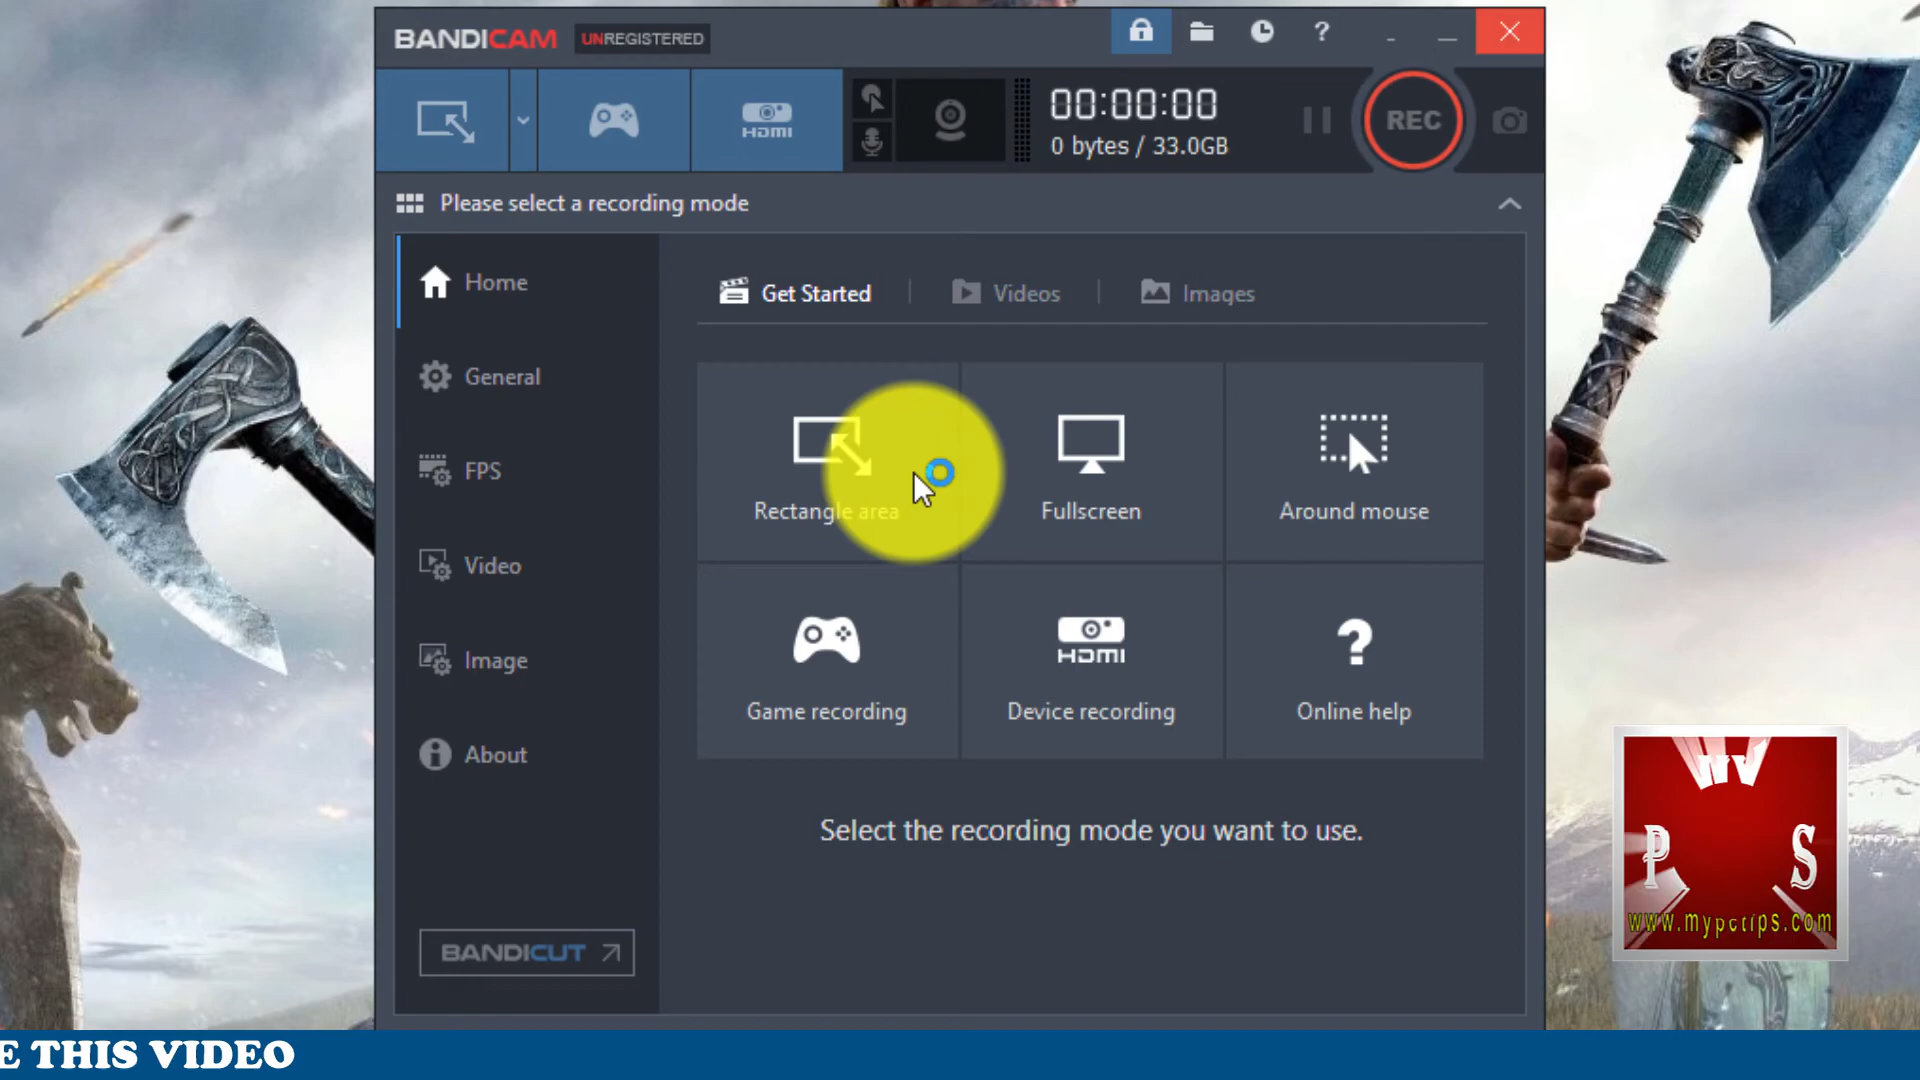 BANDICAM UNREGISTERED ?
HDMI
00:00:00
0 bytes / 33.0GB
REC
Please select a recording mode
Home
General
FPS
Video
Image
About
BANDICUT
Get Started
Videos
Images
Rectangle area
Fullscreen
Around mouse
HDMI
?
Game recording
Device recording
Online help
Select the recording mode you want to use.
W
P S
www.mypctips.com
E THIS VIDEO